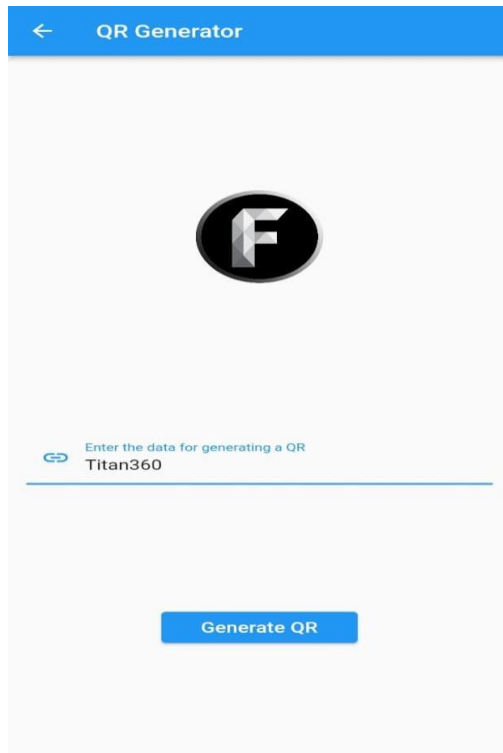 QR Generator
F
Enter the data for generating a QR
Titan360
Generate QR